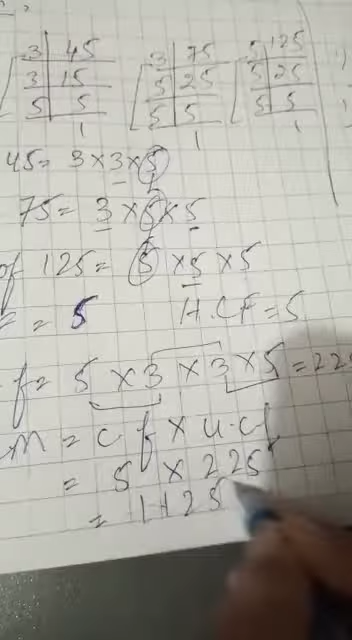 3 | 45 3 | 75 5 | 125
3 | 15 5 | 25 5 | 25
5 | 5 5 | 5 5 | 5
1 1 1
45 = 3 × 3 × 5
75 = 3 × 5 × 5
of 125 = 5 × 5 × 5
= 5 H.C.F = 5
f = 5 × 3 × 3 × 5 = 225
M = c.f × u.cf
= 5 × 225
= 1125